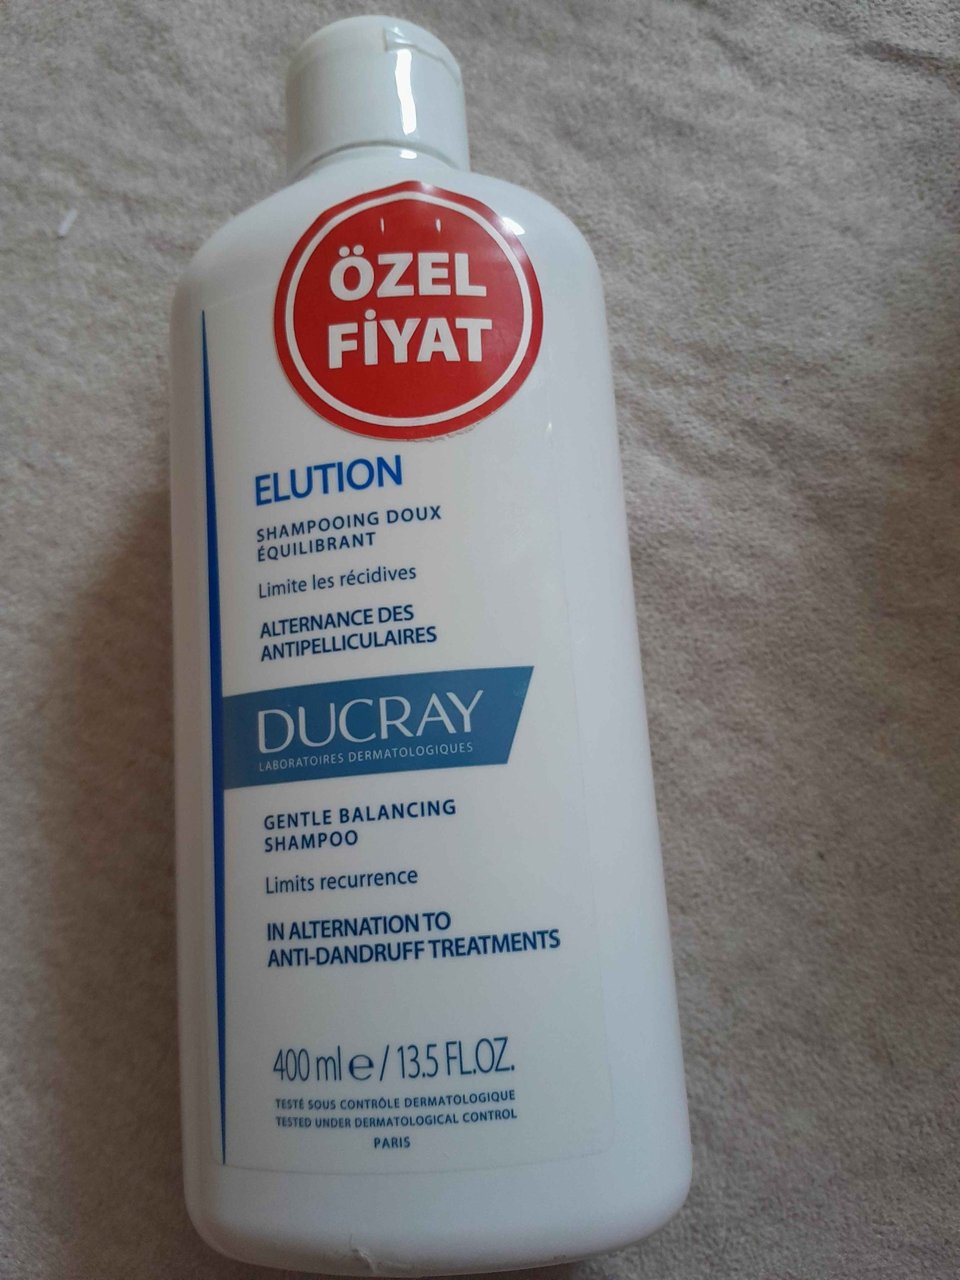 ÖZEL
FİYAT
ELUTION
SHAMPOOING DOUX
ÉQUILIBRANT
Limite les récidives
ALTERNANCE DES
ANTIPELLICULAIRES
DUCRAY
LABORATOIRES DERMATOLOGIQUES
GENTLE BALANCING
SHAMPOO
Limits recurrence
IN ALTERNATION TO
ANTI-DANDRUFF TREATMENTS
400 ml e / 13.5 FL.OZ.
TESTÉ SOUS CONTRÔLE DERMATOLOGIQUE
TESTED UNDER DERMATOLOGICAL CONTROL
PARIS